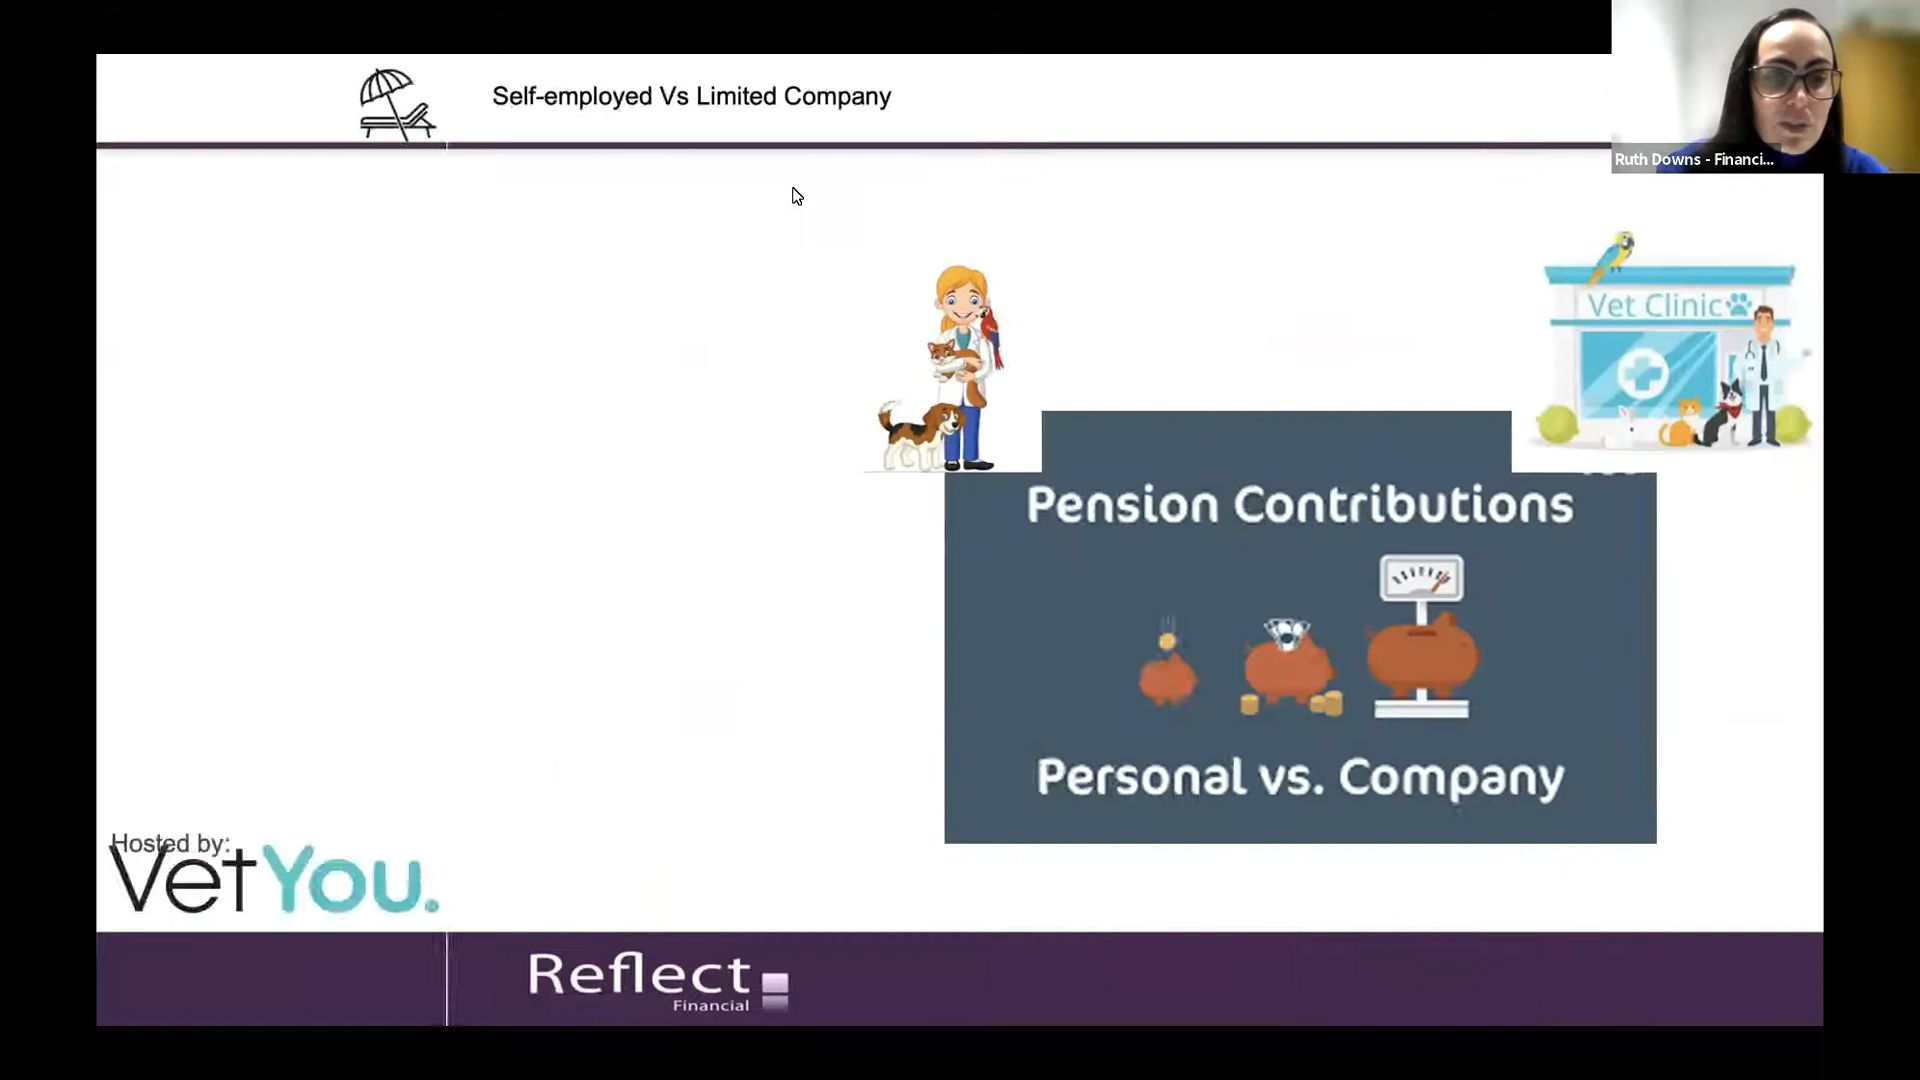 Self-employed Vs Limited Company
Ruth Downs - Financi...
Vet Clinic
Pension Contributions
Personal vs. Company
Hosted by:
VetYou.
Reflect
Financial